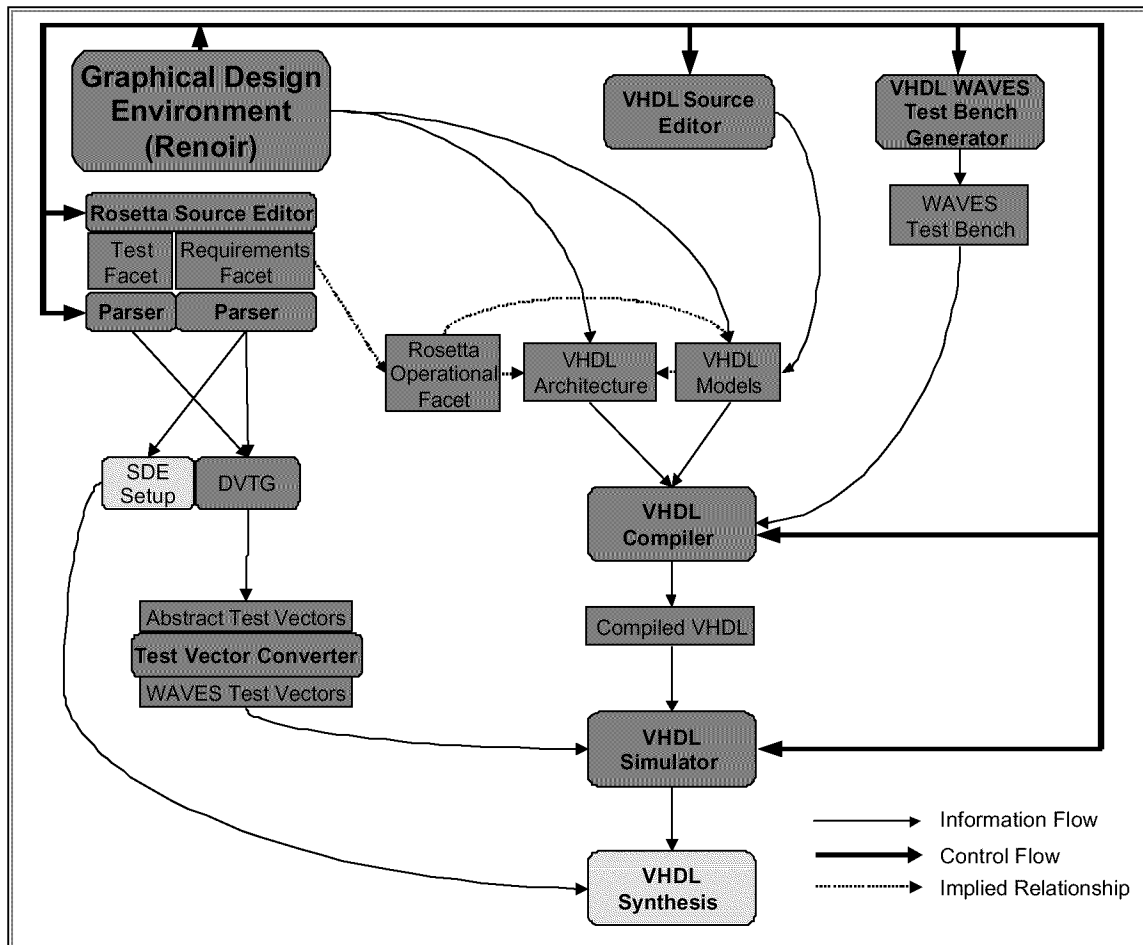 Graphical Design
Environment
(Renoir)
VHDL Source
Editor
VHDL WAVES
Test Bench
Generator
Rosetta Source Editor
Test
Facet
Requirements
Facet
Parser
Parser
WAVES
Test Bench
Rosetta
Operational
Facet
VHDL
Architecture
VHDL
Models
SDE
Setup
DVTG
VHDL
Compiler
Abstract Test Vectors
Test Vector Converter
WAVES Test Vectors
Compiled VHDL
VHDL
Simulator
VHDL
Synthesis
Information Flow
Control Flow
Implied Relationship